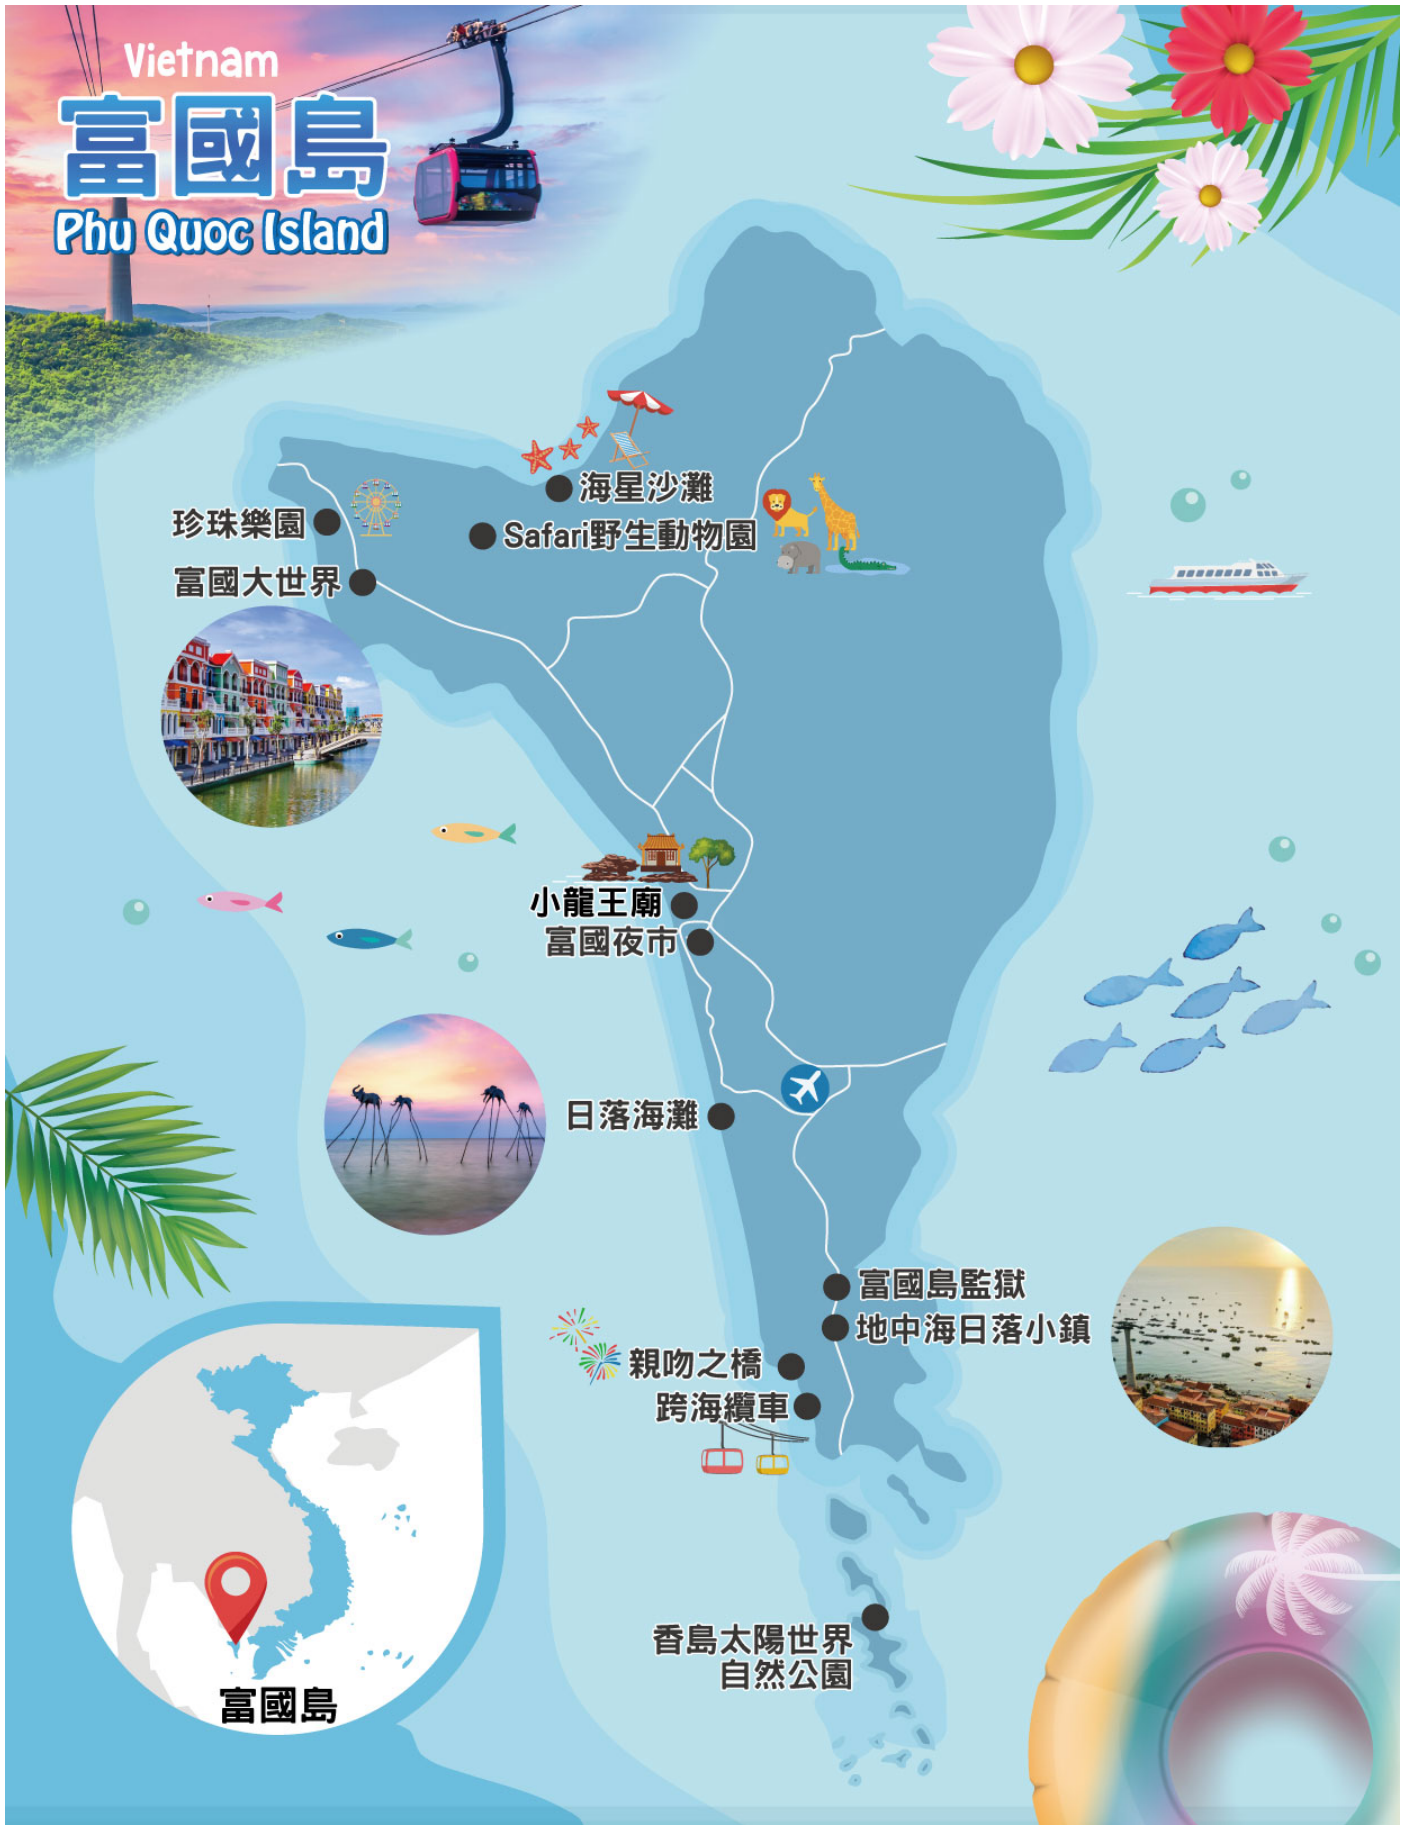 Vietnam
富國島
Phu Quoc Island
海星沙灘
珍珠樂園
Safari野生動物園
富國大世界
小龍王廟
富國夜市
日落海灘
富國島監獄
地中海日落小鎮
親吻之橋
跨海纜車
香島太陽世界
自然公園
富國島